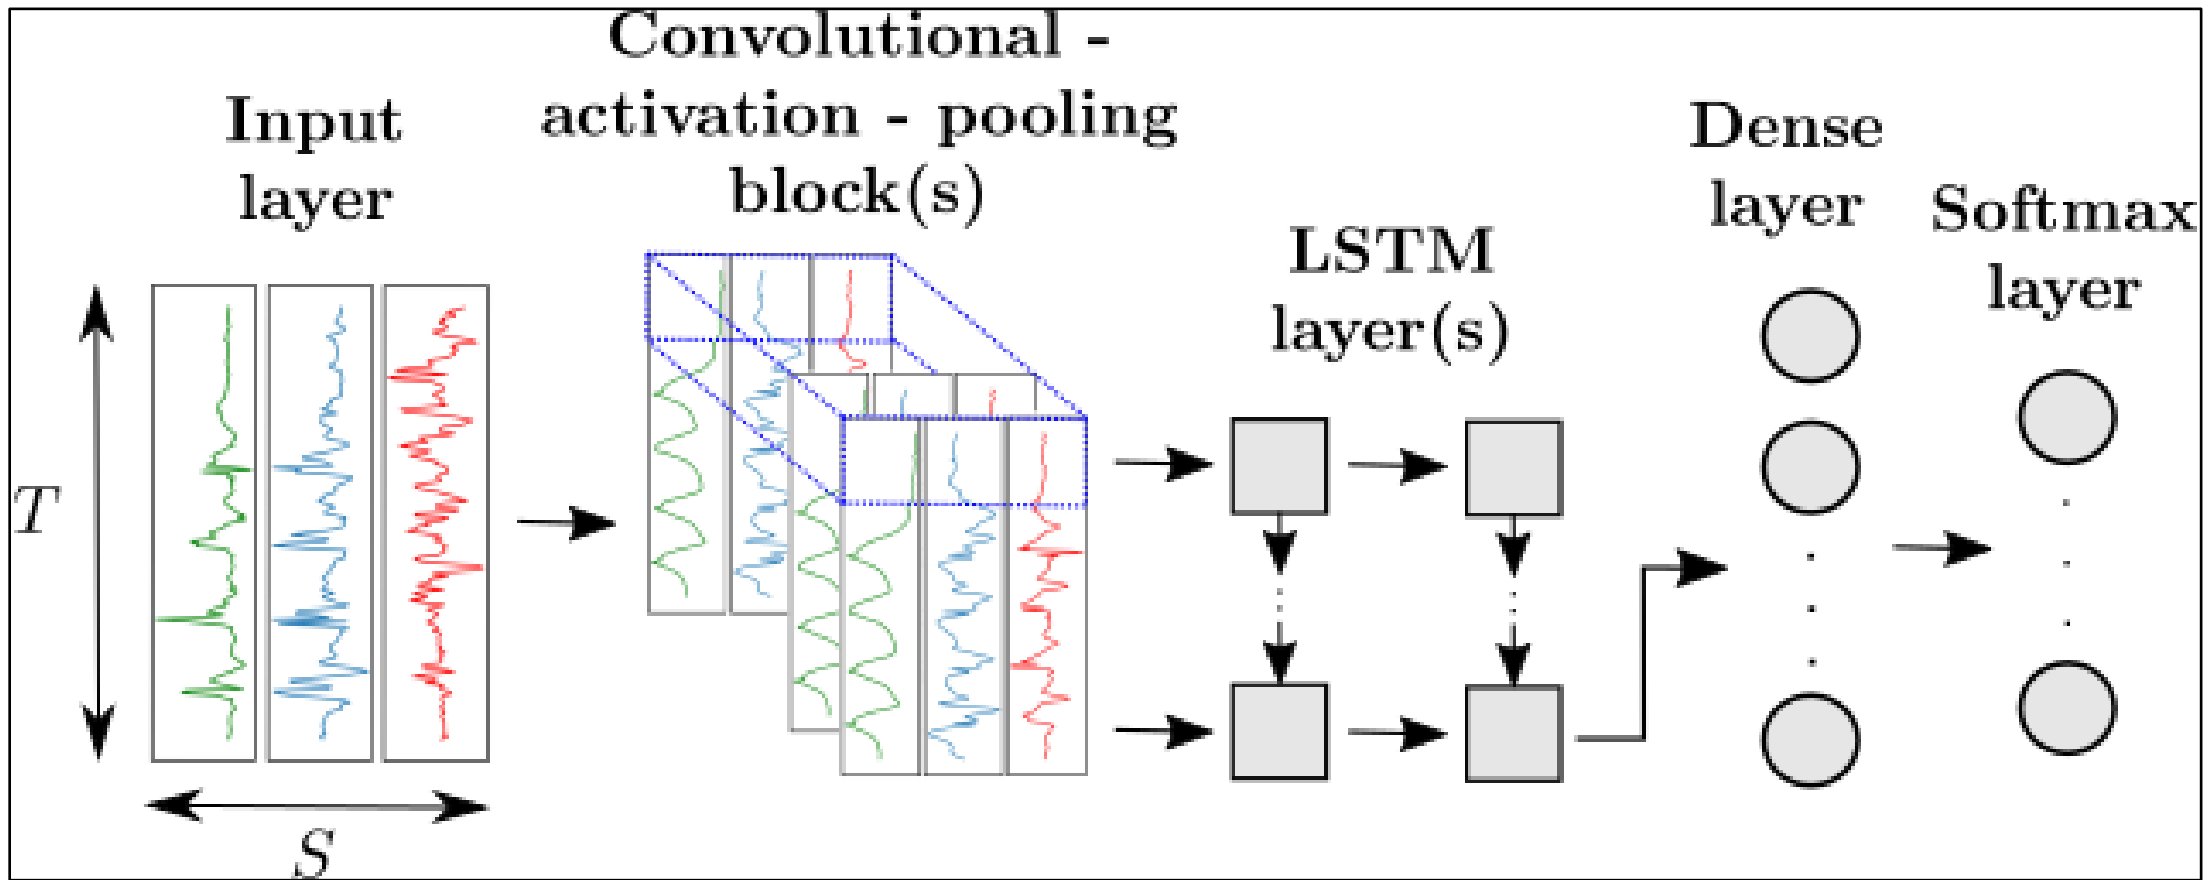 Input
layer
Convolutional -
activation - pooling
block(s)
LSTM
layer(s)
Dense
layer
Softmax
layer
T
S